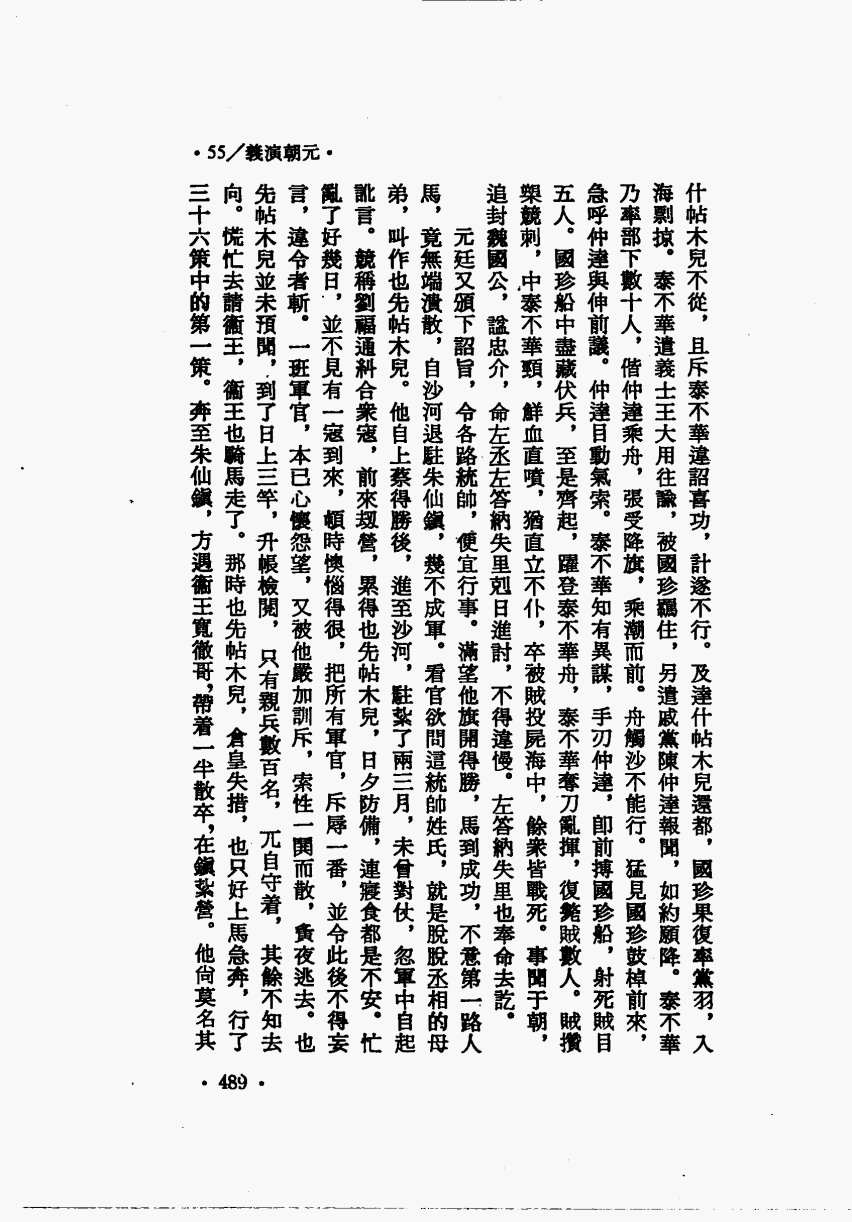 ・55／義演朝元・
什帖木兒不從，且斥泰不華違詔喜功，計遂不行。及達什帖木兒還都，國珍果復率黨羽，入
海剽掠。泰不華遣義士王大用往諭，被國珍羈住，另遣戚黨陳仲達報聞，如約願降。泰不華
乃率部下數十人，偕仲達乘舟，張受降旗，乘潮而前。舟觸沙不能行。猛見國珍鼓棹前來，
急呼仲達與伸前議。仲達目動氣索。泰不華知有異謀，手刃仲達，卽前搏國珍船，射死賊目
五人。國珍船中盡藏伏兵，至是齊起，躍登泰不華舟，泰不華奪刀亂揮，復斃賊數人。賊攢
槊競刺，中泰不華頸，鮮血直噴，猶直立不仆，卒被賊投屍海中，餘衆皆戰死。事聞于朝，
追封魏國公，諡忠介，命左丞左答納失里剋日進討，不得違慢。左答納失里也奉命去訖。
元廷又頒下詔旨，令各路統帥，便宜行事。滿望他旗開得勝，馬到成功，不意第一路人
馬，竟無端潰散，自沙河退駐朱仙鎭，幾不成軍。看官欲問這統帥姓氏，就是脫脫丞相的母
弟，叫作也先帖木兒。他自上蔡得勝後，進至沙河，駐紮了兩三月，未曾對仗，忽軍中自起
訛言。競稱劉福通糾合衆寇，前來刼營，累得也先帖木兒，日夕防備，連寢食都是不安。忙
亂了好幾日，並不見有一寇到來，頓時懊惱得很，把所有軍官，斥辱一番，並令此後不得妄
言，違令者斬。一班軍官，本已心懷怨望，又被他嚴加訓斥，索性一鬨而散，夤夜逃去。也
先帖木兒並未預聞，到了日上三竿，升帳檢閱，只有親兵數百名，兀自守着，其餘不知去
向。慌忙去請衞王，衞王也騎馬走了。那時也先帖木兒，倉皇失措，也只好上馬急奔，行了
三十六策中的第一策。奔至朱仙鎭，方遇衞王寬徹哥，帶着一半散卒，在鎭紮營。他尙莫名其
・489・